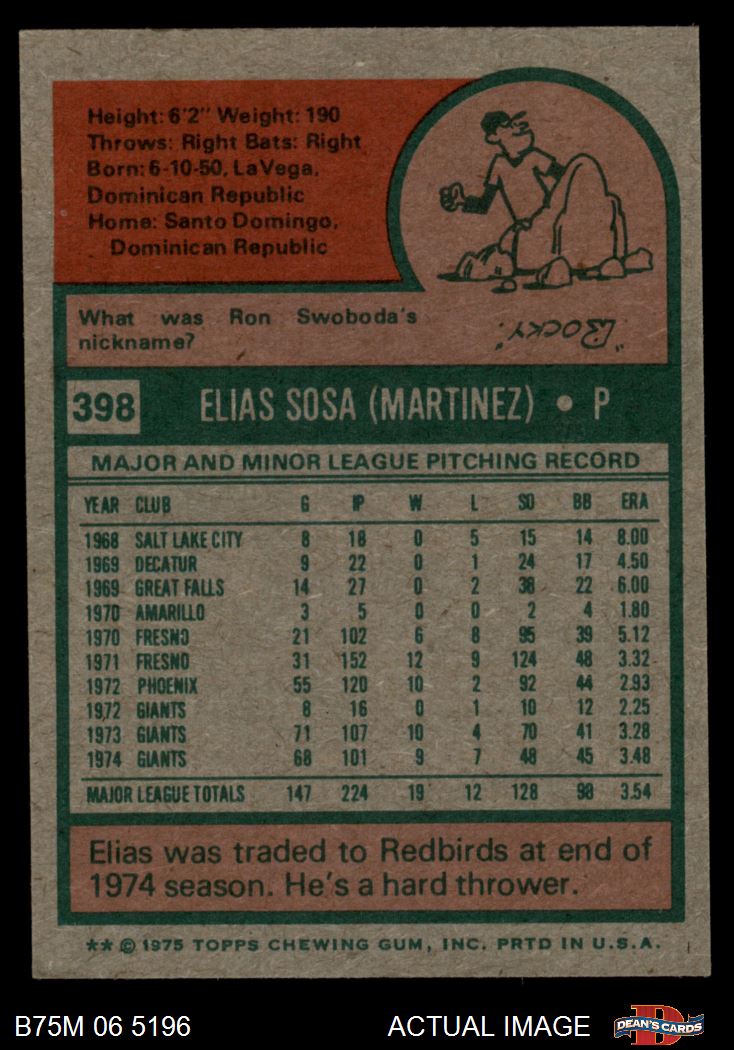 Height: 6'2" Weight: 190
Throws: Right Bats: Right
Born: 6-10-50, LaVega,
Dominican Republic
Home: Santo Domingo,
Dominican Republic
What was Ron Swoboda's
nickname?
"Rocky."
398
ELIAS SOSA (MARTINEZ) • P
MAJOR AND MINOR LEAGUE PITCHING RECORD
YEAR CLUB G IP W L SO BB ERA
1968 SALT LAKE CITY 8 18 0 5 15 14 8.00
1969 DECATUR 9 22 0 1 24 17 4.50
1969 GREAT FALLS 14 27 0 2 38 22 6.00
1970 AMARILLO 3 5 0 0 2 4 1.80
1970 FRESNO 21 102 6 8 95 39 5.12
1971 FRESNO 31 152 12 9 124 48 3.32
1972 PHOENIX 55 120 10 2 92 44 2.93
1972 GIANTS 8 16 0 1 10 12 2.25
1973 GIANTS 71 107 10 4 70 41 3.28
1974 GIANTS 68 101 9 7 48 45 3.48
MAJOR LEAGUE TOTALS 147 224 19 12 128 98 3.54
Elias was traded to Redbirds at end of
1974 season. He's a hard thrower.
** © 1975 TOPPS CHEWING GUM, INC. PRTD IN U.S.A.
B75M 06 5196 ACTUAL IMAGE
D
DEAN'S CARDS